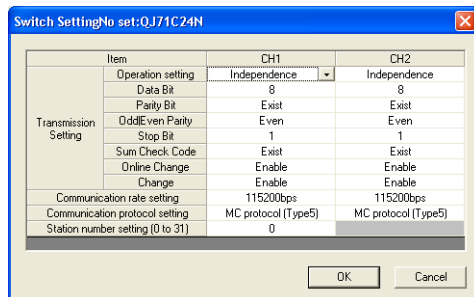 Switch SettingNo set:QJ71C24N
Item CH1 CH2
Operation setting Independence Independence
Data Bit 8 8
Parity Bit Exist Exist
Transmission Setting Odd|Even Parity Even Even
Stop Bit 1 1
Sum Check Code Exist Exist
Online Change Enable Enable
Change Enable Enable
Communication rate setting 115200bps 115200bps
Communication protocol setting MC protocol (Type5) MC protocol (Type5)
Station number setting (0 to 31) 0
OK Cancel